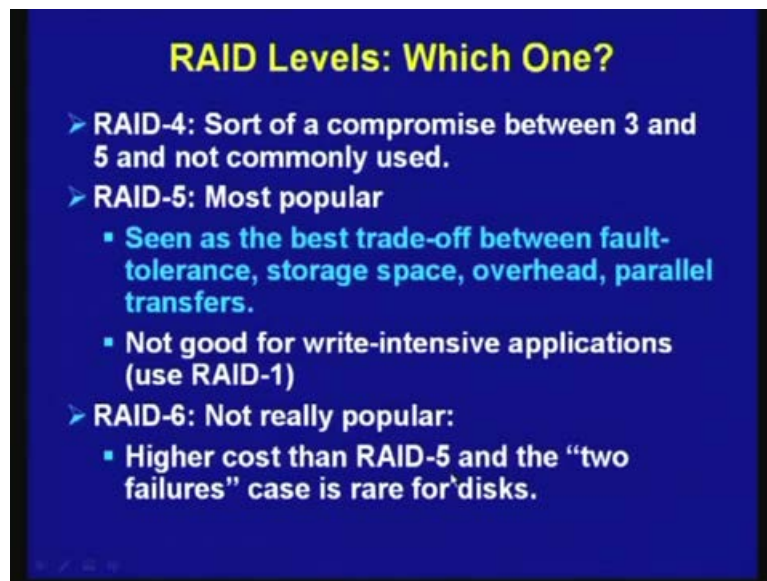 RAID Levels: Which One?
RAID-4: Sort of a compromise between 3 and
5 and not commonly used.
RAID-5: Most popular
Seen as the best trade-off between fault-
tolerance, storage space, overhead, parallel
transfers.
Not good for write-intensive applications
(use RAID-1)
RAID-6: Not really popular:
Higher cost than RAID-5 and the “two
failures” case is rare for disks.